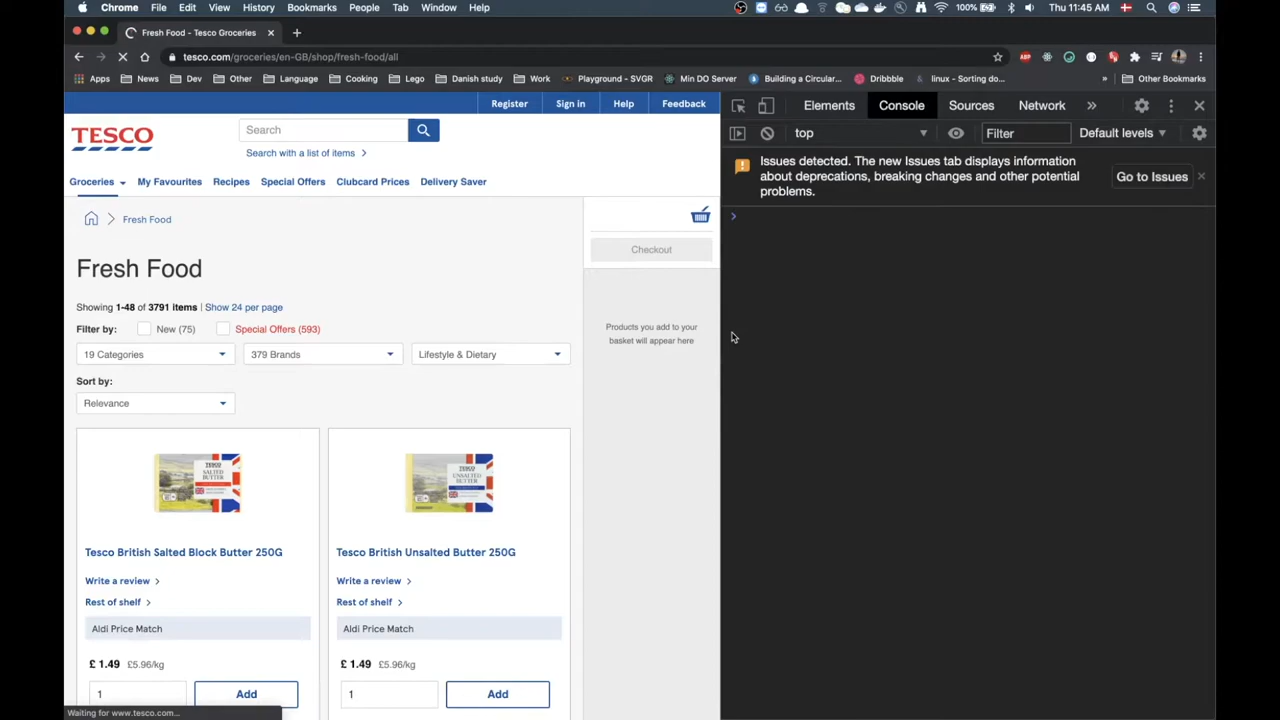 Chrome File Edit View History Bookmarks People Tab Window Help 100% Thu 11:45 AM
Fresh Food - Tesco Groceries
tesco.com/groceries/en-GB/shop/fresh-food/all
Apps News Dev Other Language Cooking Lego Danish study Work Playground - SVGR Min DO Server Building a Circular... Dribbble linux - Sorting do... » Other Bookmarks
Register Sign in Help Feedback
Elements Console Sources Network »
TESCO
Search
Search with a list of items
top Filter Default levels
Issues detected. The new Issues tab displays information
about deprecations, breaking changes and other potential
problems.
Go to Issues
Groceries My Favourites Recipes Special Offers Clubcard Prices Delivery Saver
Fresh Food
Checkout
Fresh Food
Showing 1-48 of 3791 items | Show 24 per page
Filter by: New (75) Special Offers (593)
Products you add to your
basket will appear here
19 Categories 379 Brands Lifestyle & Dietary
Sort by:
Relevance
TESCO
SALTED
BUTTER
TESCO
UNSALTED
BUTTER
Tesco British Salted Block Butter 250G
Tesco British Unsalted Butter 250G
Write a review
Write a review
Rest of shelf
Rest of shelf
Aldi Price Match
Aldi Price Match
£ 1.49 £5.96/kg
£ 1.49 £5.96/kg
1 Add
1 Add
Waiting for www.tesco.com...